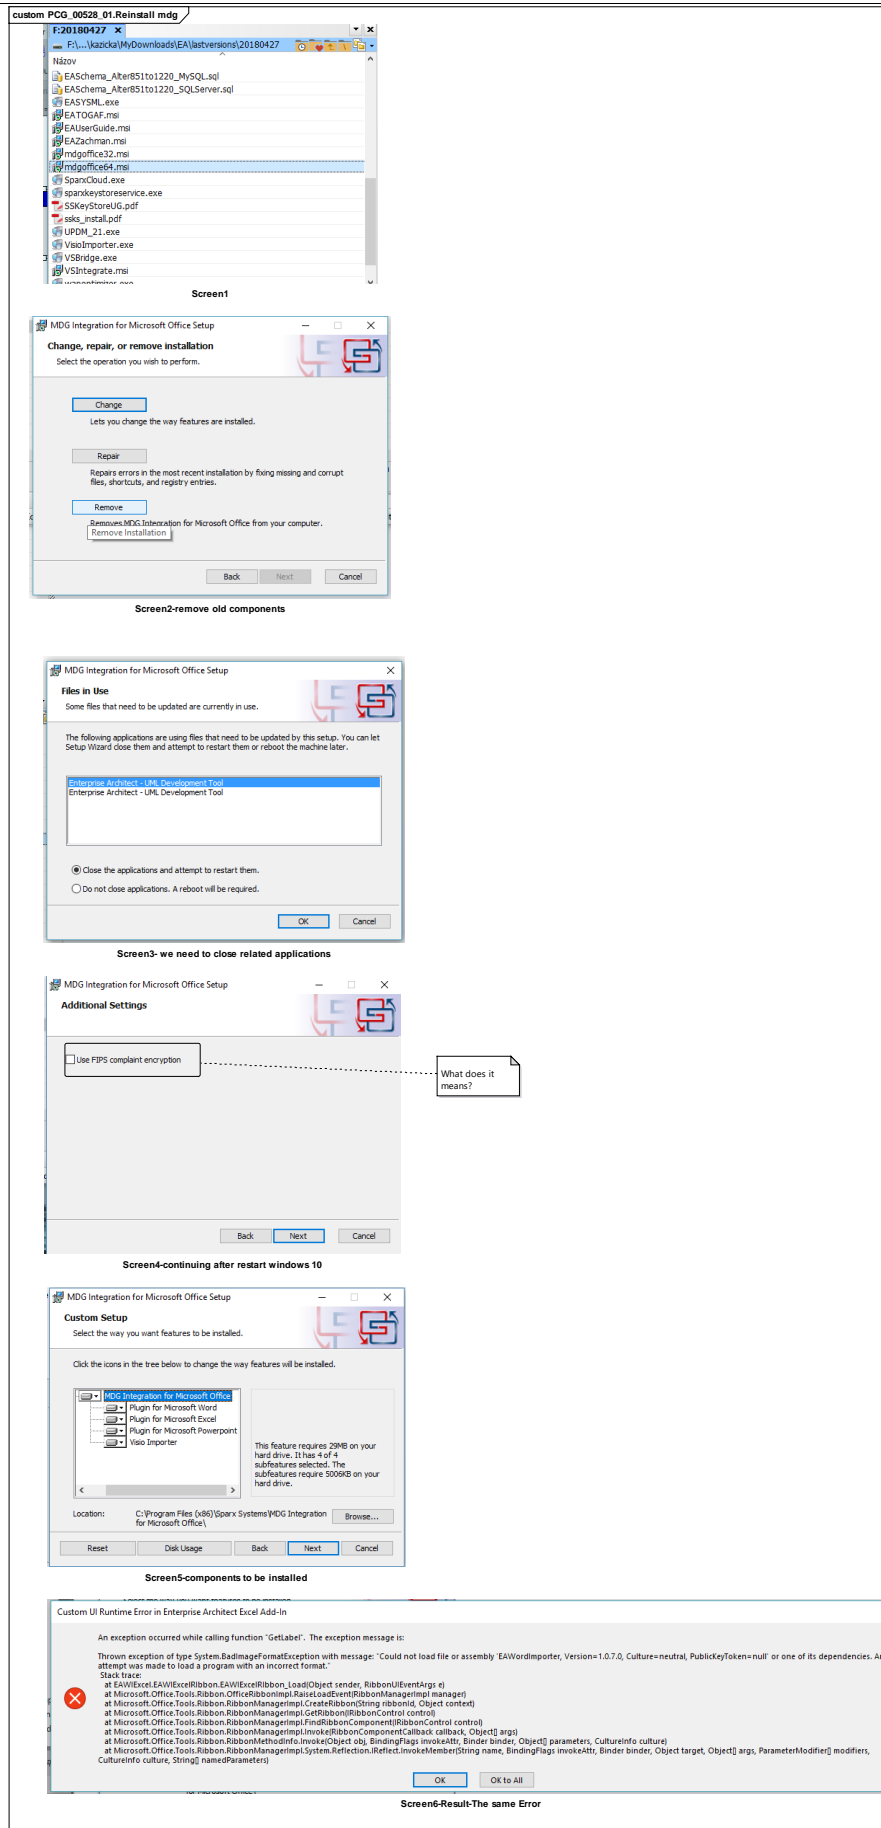 custom PCG_00528_01.Reinstall mdg
F:20180427
F:\...\kazicka\MyDownloads\EA\lastversions\20180427
Názov
EASchema_Alter851to1220_MySQL.sql
EASchema_Alter851to1220_SQLServer.sql
EASYSML.exe
EATOGAF.msi
EAUserGuide.msi
EAZachman.msi
mdgoffice32.msi
mdgoffice64.msi
SparxCloud.exe
sparxkeystoreservice.exe
SSKeyStoreUG.pdf
ssks_install.pdf
UPDM_21.exe
VisioImporter.exe
VSBridge.exe
VSIntegrate.msi
wanoptimizer.exe
Screen1
MDG Integration for Microsoft Office Setup
Change, repair, or remove installation
Select the operation you wish to perform.
Change
Lets you change the way features are installed.
Repair
Repairs errors in the most recent installation by fixing missing and corrupt
files, shortcuts, and registry entries.
Remove
Removes MDG Integration for Microsoft Office from your computer.
Remove Installation
Back Next Cancel
Screen2-remove old components
MDG Integration for Microsoft Office Setup
Files in Use
Some files that need to be updated are currently in use.
The following applications are using files that need to be updated by this setup. You can let
Setup Wizard close them and attempt to restart them or reboot the machine later.
Enterprise Architect - UML Development Tool
Enterprise Architect - UML Development Tool
Close the applications and attempt to restart them.
Do not close applications. A reboot will be required.
OK Cancel
Screen3- we need to close related applications
MDG Integration for Microsoft Office Setup
Additional Settings
Use FIPS complaint encryption
What does it
means?
Back Next Cancel
Screen4-continuing after restart windows 10
MDG Integration for Microsoft Office Setup
Custom Setup
Select the way you want features to be installed.
Click the icons in the tree below to change the way features will be installed.
MDG Integration for Microsoft Office
Plugin for Microsoft Word
Plugin for Microsoft Excel
Plugin for Microsoft Powerpoint
Visio Importer
This feature requires 29MB on your
hard drive. It has 4 of 4
subfeatures selected. The
subfeatures require 5006KB on your
hard drive.
Location: C:\Program Files (x86)\Sparx Systems\MDG Integration
for Microsoft Office\
Browse...
Reset Disk Usage Back Next Cancel
Screen5-components to be installed
Custom UI Runtime Error in Enterprise Architect Excel Add-In
An exception occurred while calling function "GetLabel". The exception message is:
Thrown exception of type System.BadImageFormatException with message: "Could not load file or assembly 'EAWordImporter, Version=1.0.7.0, Culture=neutral, PublicKeyToken=null' or one of its dependencies. An
attempt was made to load a program with an incorrect format."
Stack trace:
at EAWIExcel.EAWIExcelRIbbon.EAWIExcelRIbbon_Load(Object sender, RibbonUIEventArgs e)
at Microsoft.Office.Tools.Ribbon.OfficeRibbonImpl.RaiseLoadEvent(RibbonManagerImpl manager)
at Microsoft.Office.Tools.Ribbon.RibbonManagerImpl.CreateRibbon(String ribbonId, Object context)
at Microsoft.Office.Tools.Ribbon.RibbonManagerImpl.GetRibbon(IRibbonControl control)
at Microsoft.Office.Tools.Ribbon.RibbonManagerImpl.FindRibbonComponent(IRibbonControl control)
at Microsoft.Office.Tools.Ribbon.RibbonManagerImpl.Invoke(RibbonComponentCallback callback, Object[] args)
at Microsoft.Office.Tools.Ribbon.RibbonMethodInfo.Invoke(Object obj, BindingFlags invokeAttr, Binder binder, Object[] parameters, CultureInfo culture)
at Microsoft.Office.Tools.Ribbon.RibbonManagerImpl.System.Reflection.IReflect.InvokeMember(String name, BindingFlags invokeAttr, Binder binder, Object target, Object[] args, ParameterModifier[] modifiers,
CultureInfo culture, String[] namedParameters)
OK OK to All
for Microsoft Office\
Screen6-Result-The same Error